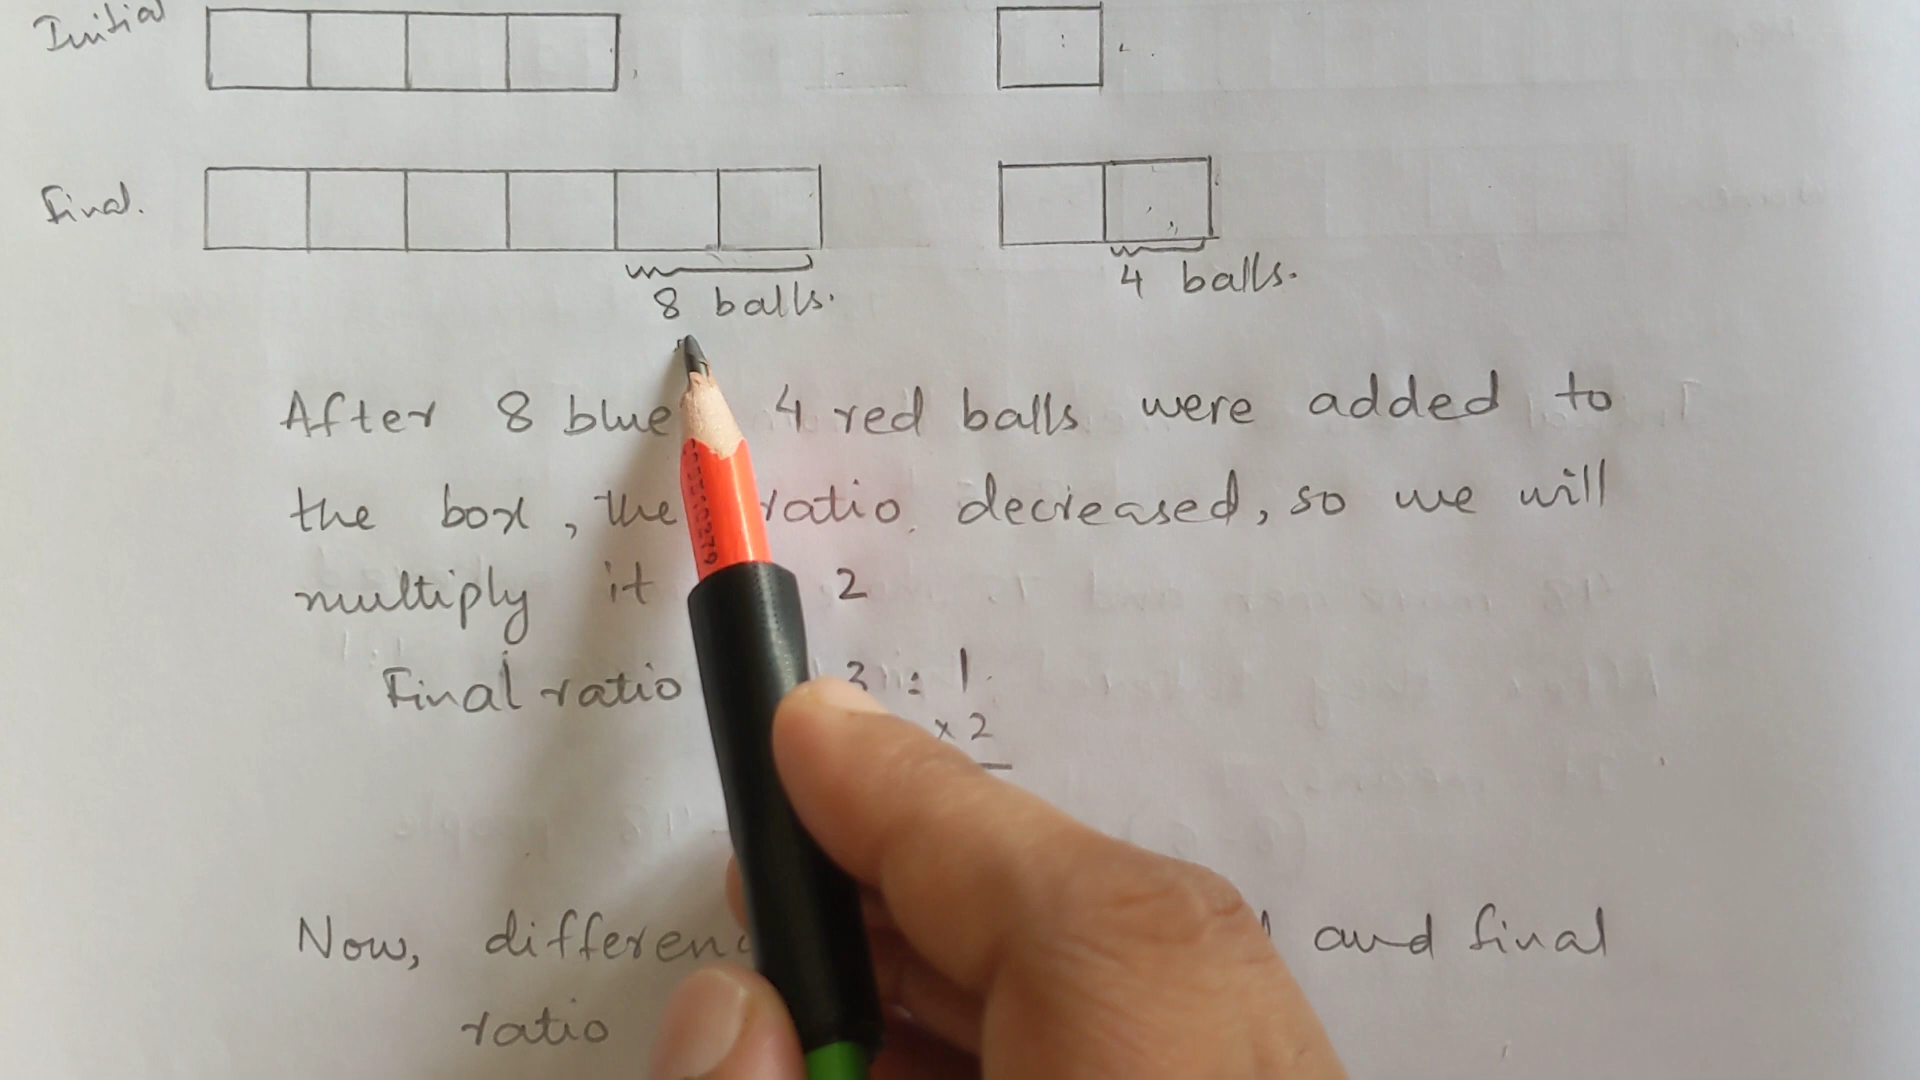 Initial
Final.
8 balls.
4 balls.
After 8 blue 4 red balls were added to
the box, the ratio decreased, so we will
multiply it 2
Final ratio 3 : 1
× 2
Now, and final
ratio